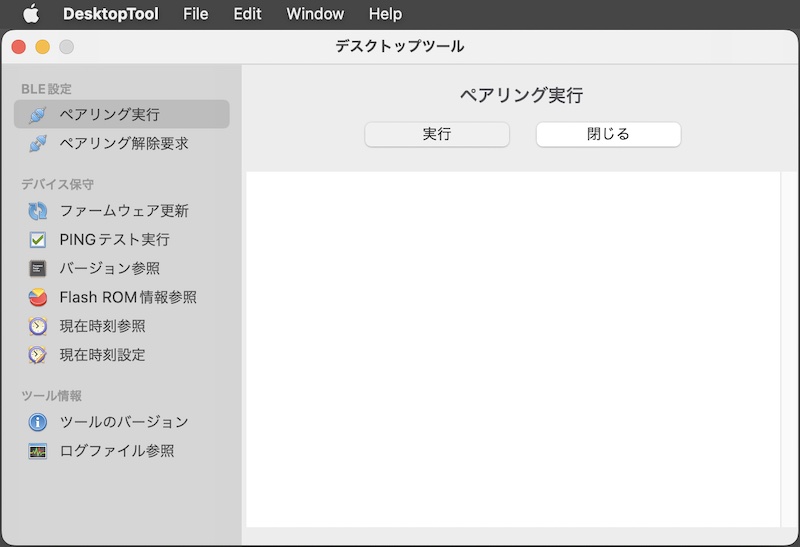 DesktopTool File Edit Window Help
デスクトップツール
BLE設定
ペアリング実行
ペアリング解除要求
デバイス保守
ファームウェア更新
PINGテスト実行
バージョン参照
Flash ROM情報参照
現在時刻参照
現在時刻設定
ツール情報
ツールのバージョン
ログファイル参照
ペアリング実行
実行 閉じる